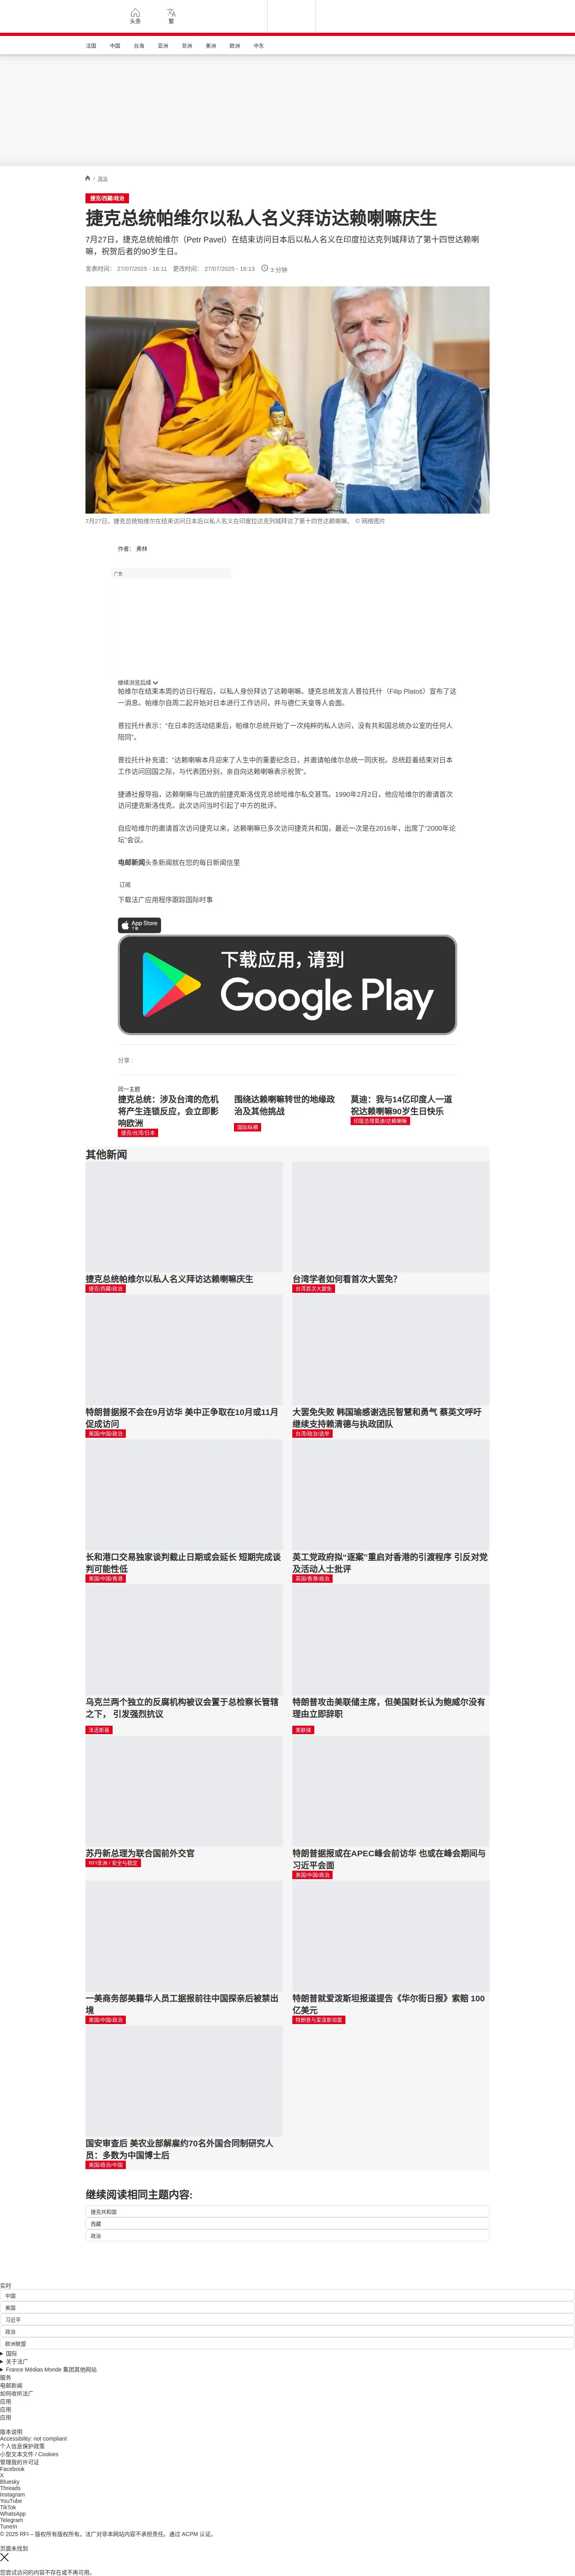 头条
繁
法国
中国
台海
亚洲
非洲
美洲
欧洲
中东
/ 政治
捷克/西藏/政治
捷克总统帕维尔以私人名义拜访达赖喇嘛庆生
7月27日，捷克总统帕维尔（Petr Pavel）在结束访问日本后以私人名义在印度拉达克列城拜访了第十四世达赖喇
嘛，祝贺后者的90岁生日。
发表时间： 27/07/2025 - 16:11 更改时间： 27/07/2025 - 16:13 3 分钟
7月27日，捷克总统帕维尔在结束访问日本后以私人名义在印度拉达克列城拜访了第十四世达赖喇嘛。 © 网络图片
作者： 弗林
广告
继续浏览后续
帕维尔在结束本周的访日行程后，以私人身份拜访了达赖喇嘛。捷克总统发言人普拉托什（Filip Platoš）宣布了这
一消息。帕维尔自周二起开始对日本进行工作访问，并与德仁天皇等人会面。
普拉托什表示：“在日本的活动结束后，帕维尔总统开始了一次纯粹的私人访问，没有共和国总统办公室的任何人
陪同”。
普拉托什补充道：“达赖喇嘛本月迎来了人生中的重要纪念日，并邀请帕维尔总统一同庆祝。总统趁着结束对日本
工作访问回国之际，与代表团分别，亲自向达赖喇嘛表示祝贺”。
捷通社报导指出，达赖喇嘛与已故的前捷克斯洛伐克总统哈维尔私交甚笃。1990年2月2日，他应哈维尔的邀请首次
访问捷克斯洛伐克。此次访问当时引起了中方的批评。
自应哈维尔的邀请首次访问捷克以来，达赖喇嘛已多次访问捷克共和国，最近一次是在2016年，出席了“2000年论
坛”会议。
电邮新闻头条新闻就在您的每日新闻信里
订阅
下载法广应用程序跟踪国际时事
App Store
下载
下载应用，请到
Google Play
分享 :
同一主题
捷克总统：涉及台湾的危机
将产生连锁反应，会立即影
响欧洲
捷克/台湾/日本
围绕达赖喇嘛转世的地缘政
治及其他挑战
国际纵横
莫迪：我与14亿印度人一道
祝达赖喇嘛90岁生日快乐
印度总理莫迪/达赖喇嘛
其他新闻
捷克总统帕维尔以私人名义拜访达赖喇嘛庆生
捷克/西藏/政治
台湾学者如何看首次大罢免？
台湾首次大罢免
特朗普据报不会在9月访华 美中正争取在10月或11月
促成访问
美国/中国/政治
大罢免失败 韩国瑜感谢选民智慧和勇气 蔡英文呼吁
继续支持赖清德与执政团队
台湾/政治/选举
长和港口交易独家谈判截止日期或会延长 短期完成谈
判可能性低
美国/中国/香港
英工党政府拟“逐案”重启对香港的引渡程序 引反对党
及活动人士批评
英国/香港/政治
乌克兰两个独立的反腐机构被议会置于总检察长管辖
之下， 引发强烈抗议
泽连斯基
特朗普攻击美联储主席，但美国财长认为鲍威尔没有
理由立即辞职
美联储
苏丹新总理为联合国前外交官
RFI非洲 / 安全与稳定
特朗普据报或在APEC峰会前访华 也或在峰会期间与
习近平会面
美国/中国/政治
一美商务部美籍华人员工据报前往中国探亲后被禁出
境
美国/中国/政治
特朗普就爱泼斯坦报道提告《华尔街日报》索赔 100
亿美元
特朗普与爱泼斯坦案
国安审查后 美农业部解雇约70名外国合同制研究人
员：多数为中国博士后
美国/政治/中国
继续阅读相同主题内容:
捷克共和国
西藏
政治
实时
中国
美国
习近平
政治
欧洲联盟
国际
关于法广
France Médias Monde 集团其他网站
服务
电邮新闻
如何收听法广
应用
应用
应用
版本说明
Accessibility: not compliant
个人信息保护政策
小型文本文件 / Cookies
管理我的许可证
Facebook
X
Bluesky
Threads
Instagram
YouTube
TikTok
WhatsApp
Telegram
TuneIn
© 2025 RFI – 版权所有版权所有。法广对非本网站内容不承担责任。通过 ACPM 认证。
页面未找到
您尝试访问的内容不存在或不再可用。